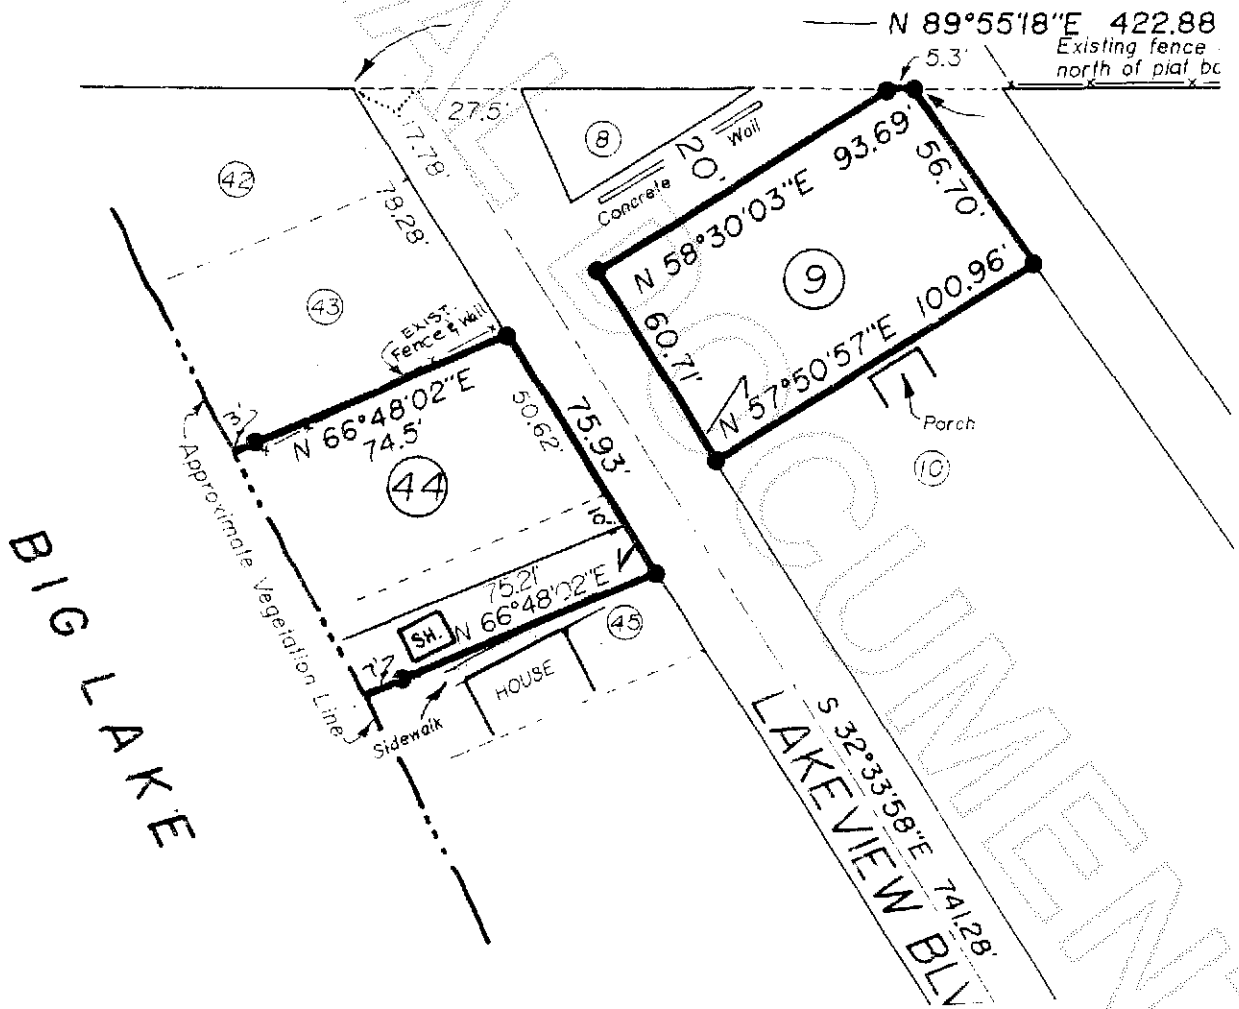 N 89°55'18"E 422.88
Existing fence
north of plat bo
5.3'
27.5'
17.78'
78.28'
8
Wall
Concrete
20'
42
43
N 58°30'03"E 93.69'
56.70'
9
60.71'
N 57°50'57"E 100.96'
Porch
10
EXIST.
Fence & Wall
N 66°48'02"E
74.5'
3'
44
50.62'
75.93'
10'
75.21'
N 66°48'02"E
SH.
7.2'
45
HOUSE
Sidewalk
Approximate Vegetation Line
BIG LAKE
S 32°33'58"E 741.28'
LAKEVIEW BLV
AL DOCUMENT